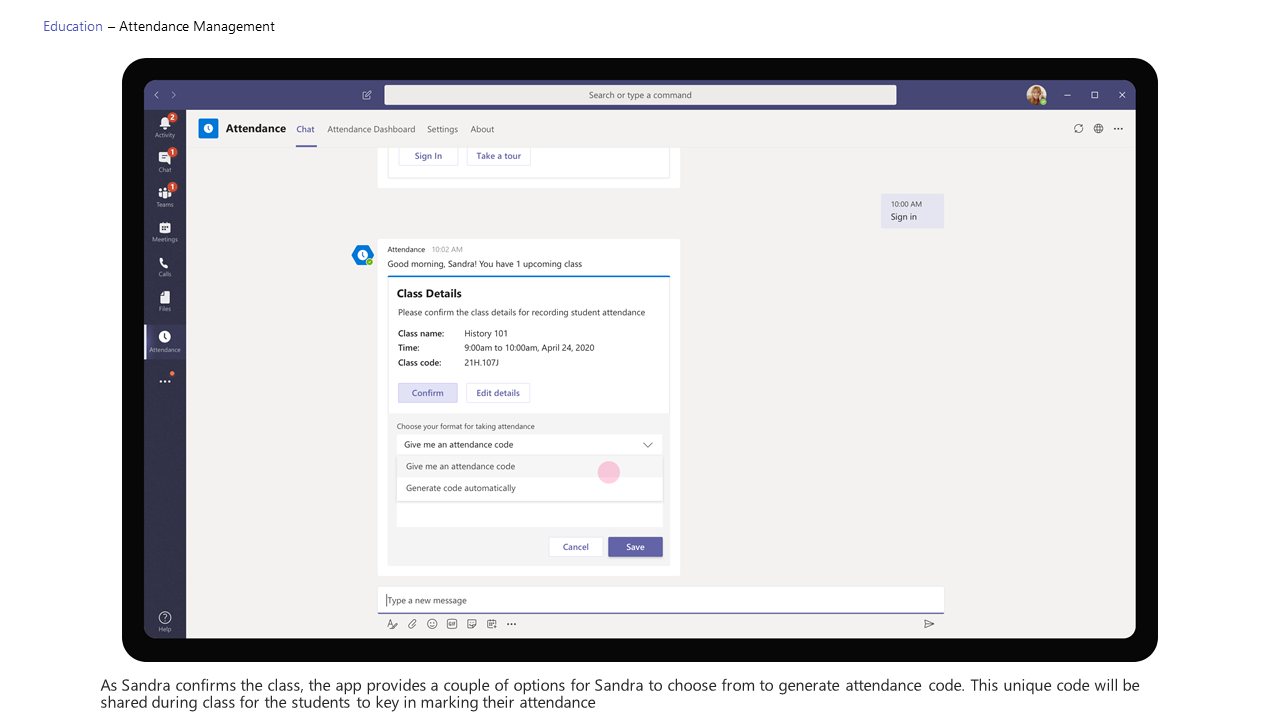 Education – Attendance Management
Search or type a command
2
Activity
1
Chat
1
Teams
Meetings
Calls
Files
Attendance
Help
Attendance Chat Attendance Dashboard Settings About
Sign In Take a tour
10:00 AM
Sign in
Attendance 10:02 AM
Good morning, Sandra! You have 1 upcoming class
Class Details
Please confirm the class details for recording student attendance
Class name: History 101
Time: 9:00am to 10:00am, April 24, 2020
Class code: 21H.107J
Confirm Edit details
Choose your format for taking attendance
Give me an attendance code
Give me an attendance code
Generate code automatically
Cancel Save
Type a new message
GIF
As Sandra confirms the class, the app provides a couple of options for Sandra to choose from to generate attendance code. This unique code will be
shared during class for the students to key in marking their attendance